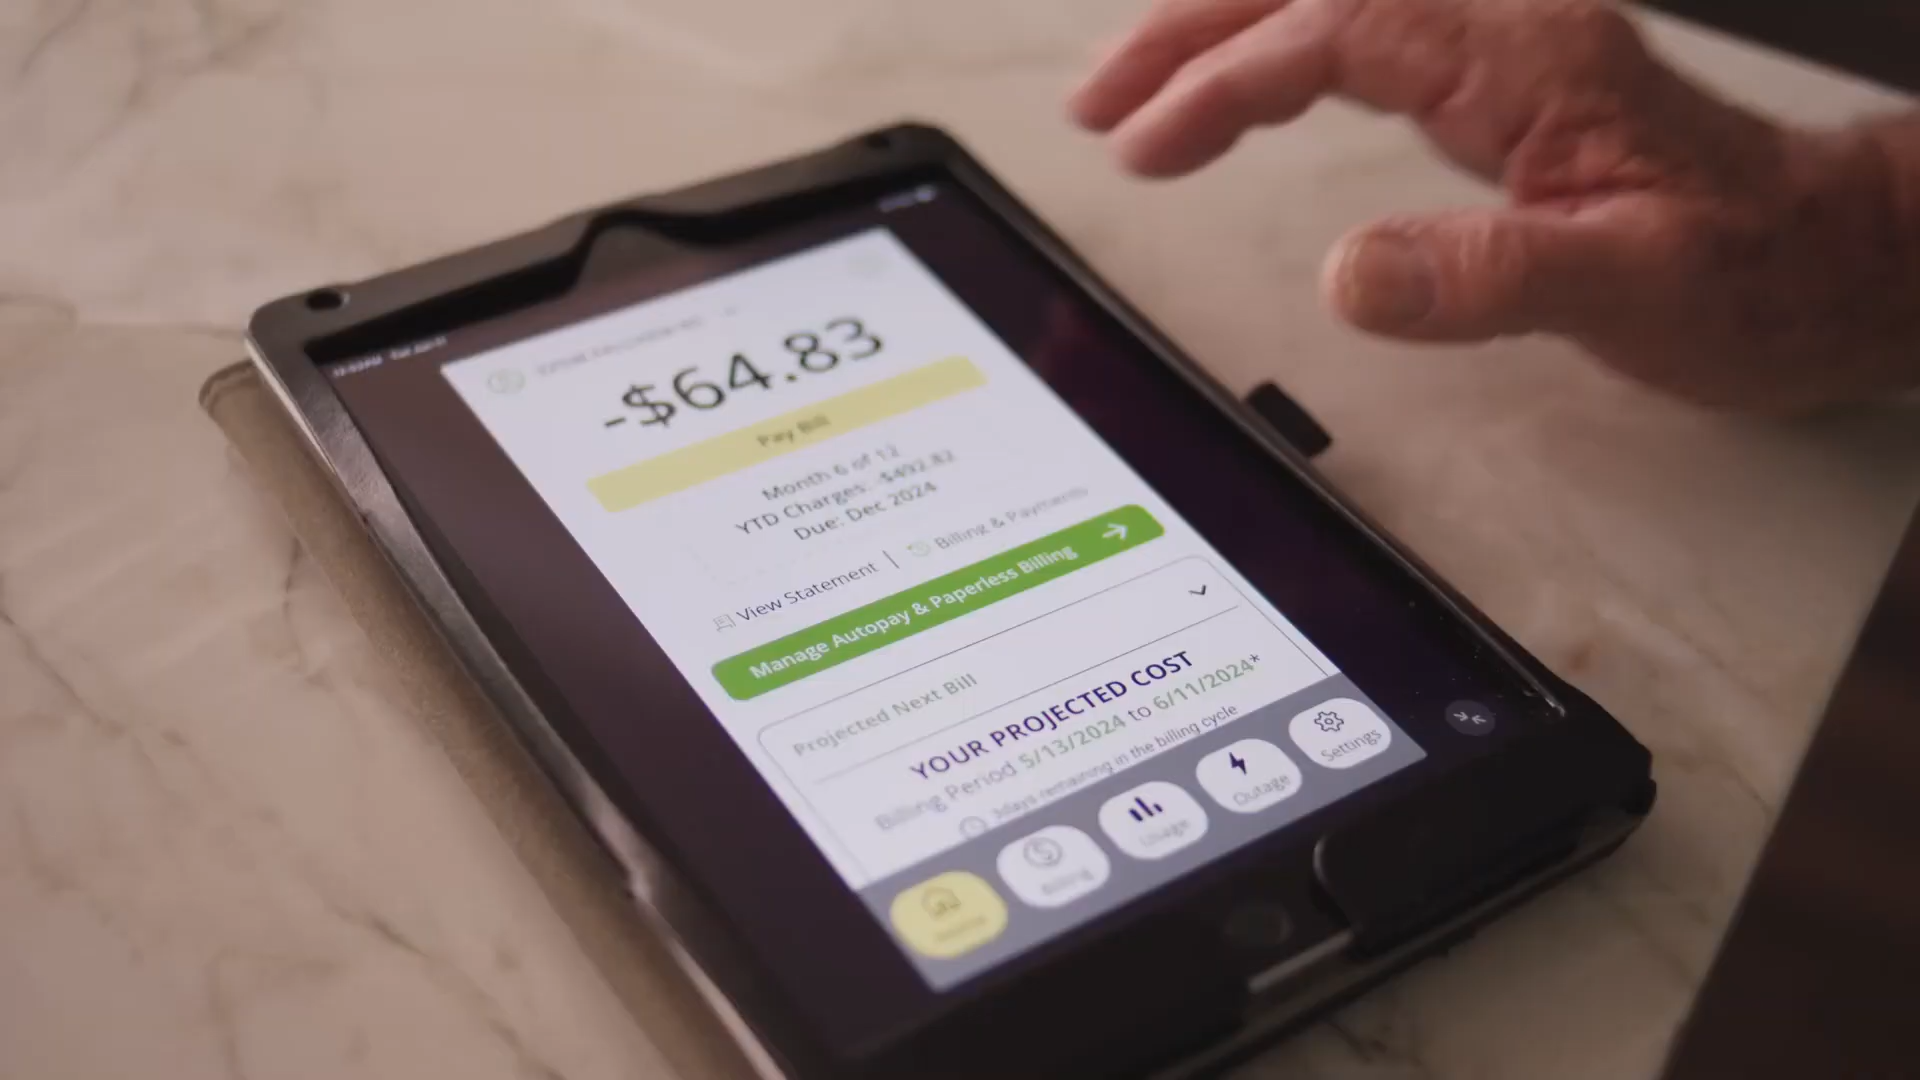 -$64.83
Pay Bill
Month 6 of 12
YTD Charges: -$492.82
Due: Dec 2024
View Statement | Billing & Payments
Manage Autopay & Paperless Billing
Projected Next Bill
YOUR PROJECTED COST
Billing Period 5/13/2024 to 6/11/2024*
3days remaining in the billing cycle
Billing
Usage
Outage
Settings